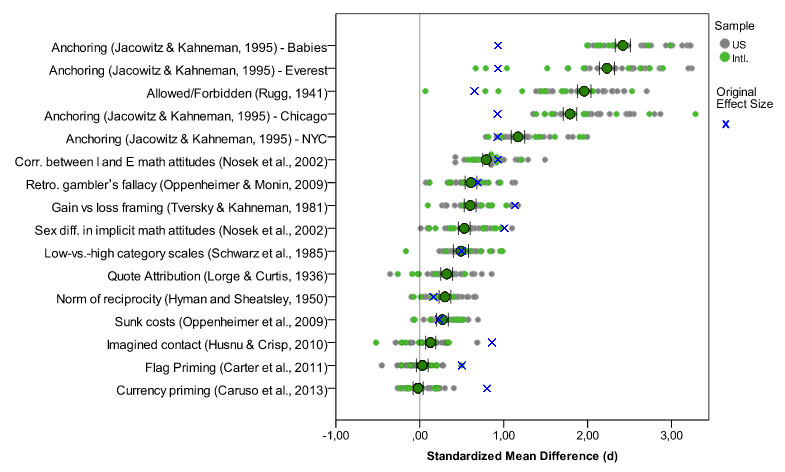 Sample
US
Intl.
Original
Effect Size
Anchoring (Jacowitz & Kahneman, 1995) - Babies
Anchoring (Jacowitz & Kahneman, 1995) - Everest
Allowed/Forbidden (Rugg, 1941)
Anchoring (Jacowitz & Kahneman, 1995) - Chicago
Anchoring (Jacowitz & Kahneman, 1995) - NYC
Corr. between I and E math attitudes (Nosek et al., 2002)
Retro. gambler's fallacy (Oppenheimer & Monin, 2009)
Gain vs loss framing (Tversky & Kahneman, 1981)
Sex diff. in implicit math attitudes (Nosek et al., 2002)
Low-vs.-high category scales (Schwarz et al., 1985)
Quote Attribution (Lorge & Curtis, 1936)
Norm of reciprocity (Hyman and Sheatsley, 1950)
Sunk costs (Oppenheimer et al., 2009)
Imagined contact (Husnu & Crisp, 2010)
Flag Priming (Carter et al., 2011)
Currency priming (Caruso et al., 2013)
-1,00 ,00 1,00 2,00 3,00
Standardized Mean Difference (d)